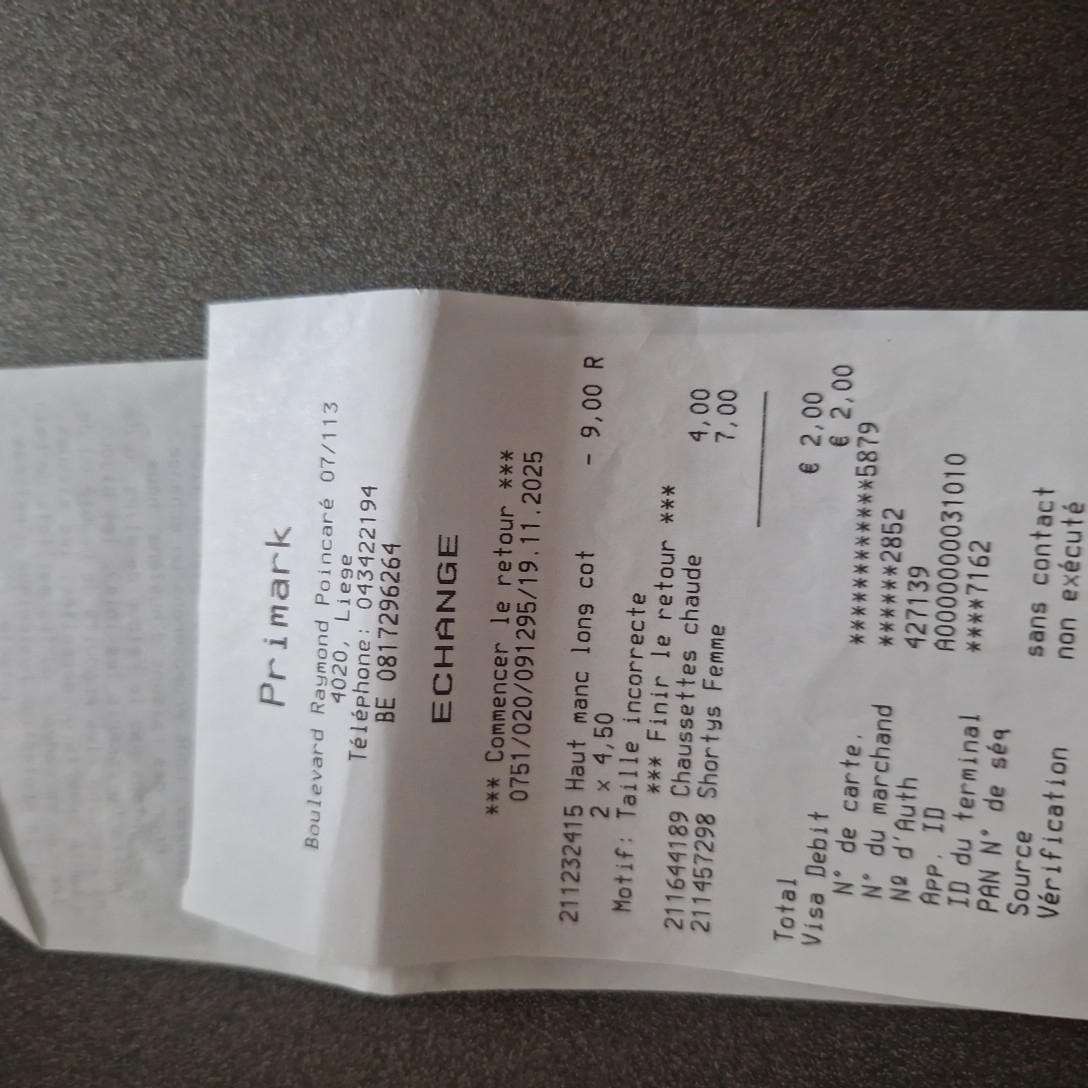 Primark
Boulevard Raymond Poincaré 07/113
4020, Liege
Téléphone: 043422194
BE 0817296264
ECHANGE
*** Commencer le retour ***
0751/020/091295/19.11.2025
211232415 Haut manc lons cot - 9,00 R
2 x 4,50
Motif: Taille incorrecte
*** Finir le retour ***
211644189 Chaussettes chaude 4,00
211457298 Shortys Femme 7,00
Total € 2,00
Visa Debit € 2,00
N° de carte. ************5879
N° du marchand ******2852
Nº d'Auth 427139
App. ID A0000000031010
ID du terminal ****7162
PAN N° de séq
Source sans contact
Vérification non exécuté